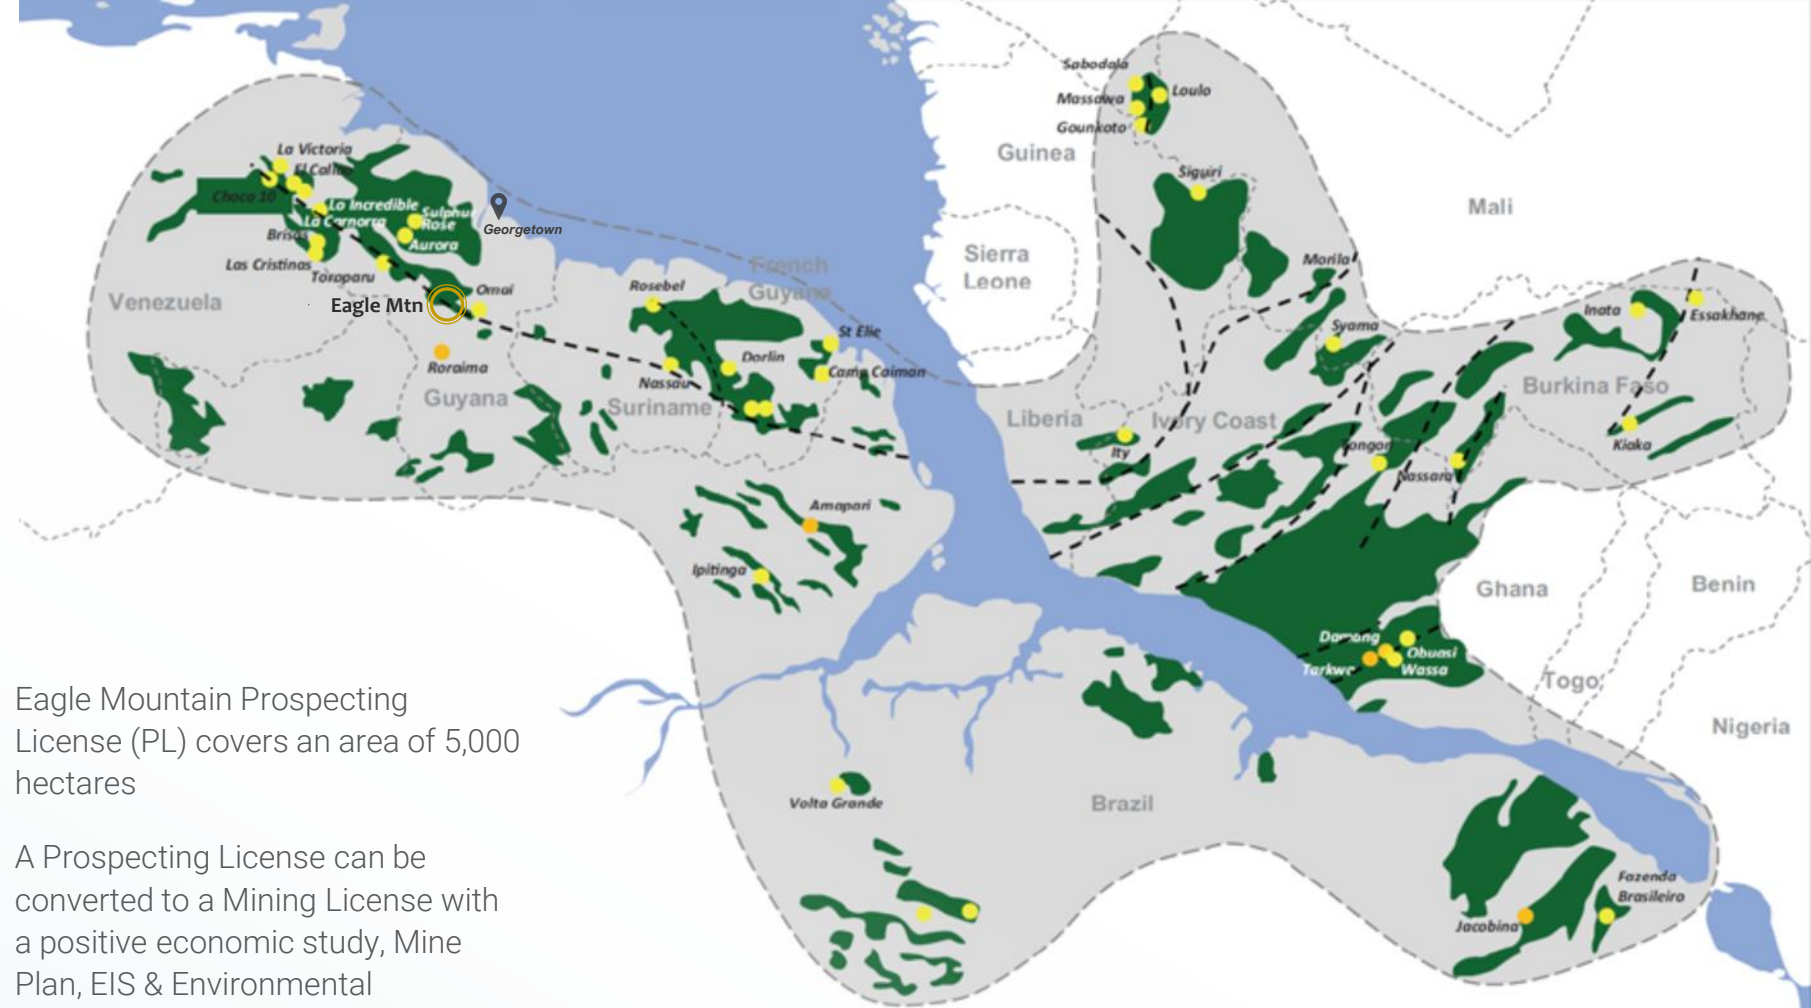 Sabodala
Loulo
Massawa
Gounkoto
Guinea
Siguiri
Mali
La Victoria
El Callao
Choco 10
Lo Incredible
La Camorra
Sulphur
Rose
Aurora
Georgetown
Brisas
Las Cristinas
Toroparu
Sierra
Leone
Morila
French
Guyana
Venezuela
Eagle Mtn
Omai
Rosebel
Inata
Essakhane
Syama
St Elie
Roraima
Dorlin
Camp Caiman
Nassau
Guyana
Suriname
Liberia
Ivory Coast
Burkina Faso
Ity
Tongon
Kiaka
Nassara
Amapari
Ipitinga
Ghana
Benin
Damang
Obuasi
Tarkwa
Wassa
Togo
Nigeria
Eagle Mountain Prospecting
License (PL) covers an area of 5,000
hectares
A Prospecting License can be
converted to a Mining License with
a positive economic study, Mine
Plan, EIS & Environmental
Volta Grande
Brazil
Fazenda
Brasileiro
Jacobina